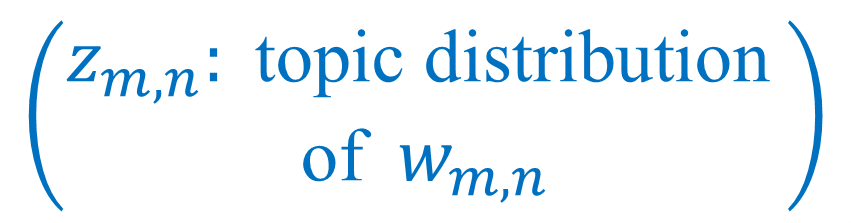 (z_{m,n}: topic distribution
of w_{m,n})